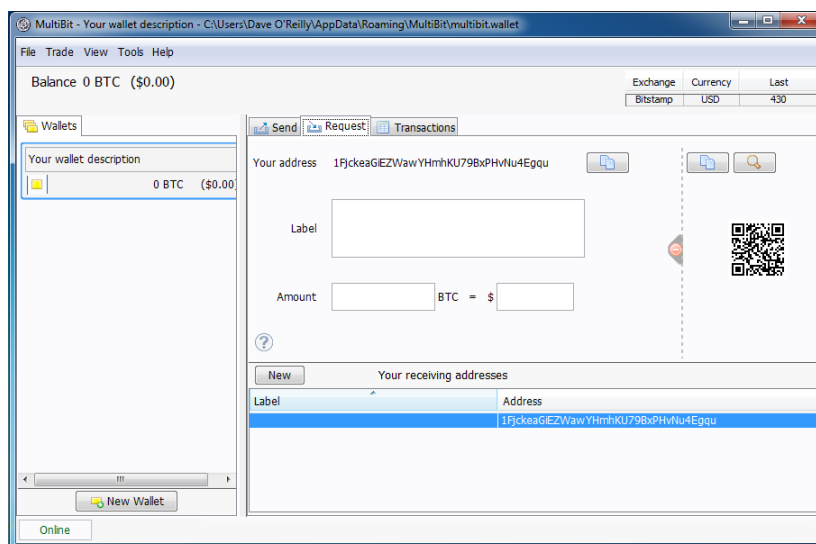 MultiBit - Your wallet description - C:\Users\Dave O'Reilly\AppData\Roaming\MultiBit\multibit.wallet
File Trade View Tools Help
Balance 0 BTC ($0.00)
Exchange Currency Last
Bitstamp USD 430
Wallets
Your wallet description
0 BTC ($0.00)
New Wallet
Send Request Transactions
Your address 1FjckeaGiEZWawYHmhKU79BxPHvNu4Egqu
Label
Amount BTC = $
?
New Your receiving addresses
Label Address
1FjckeaGiEZWawYHmhKU79BxPHvNu4Egqu
Online